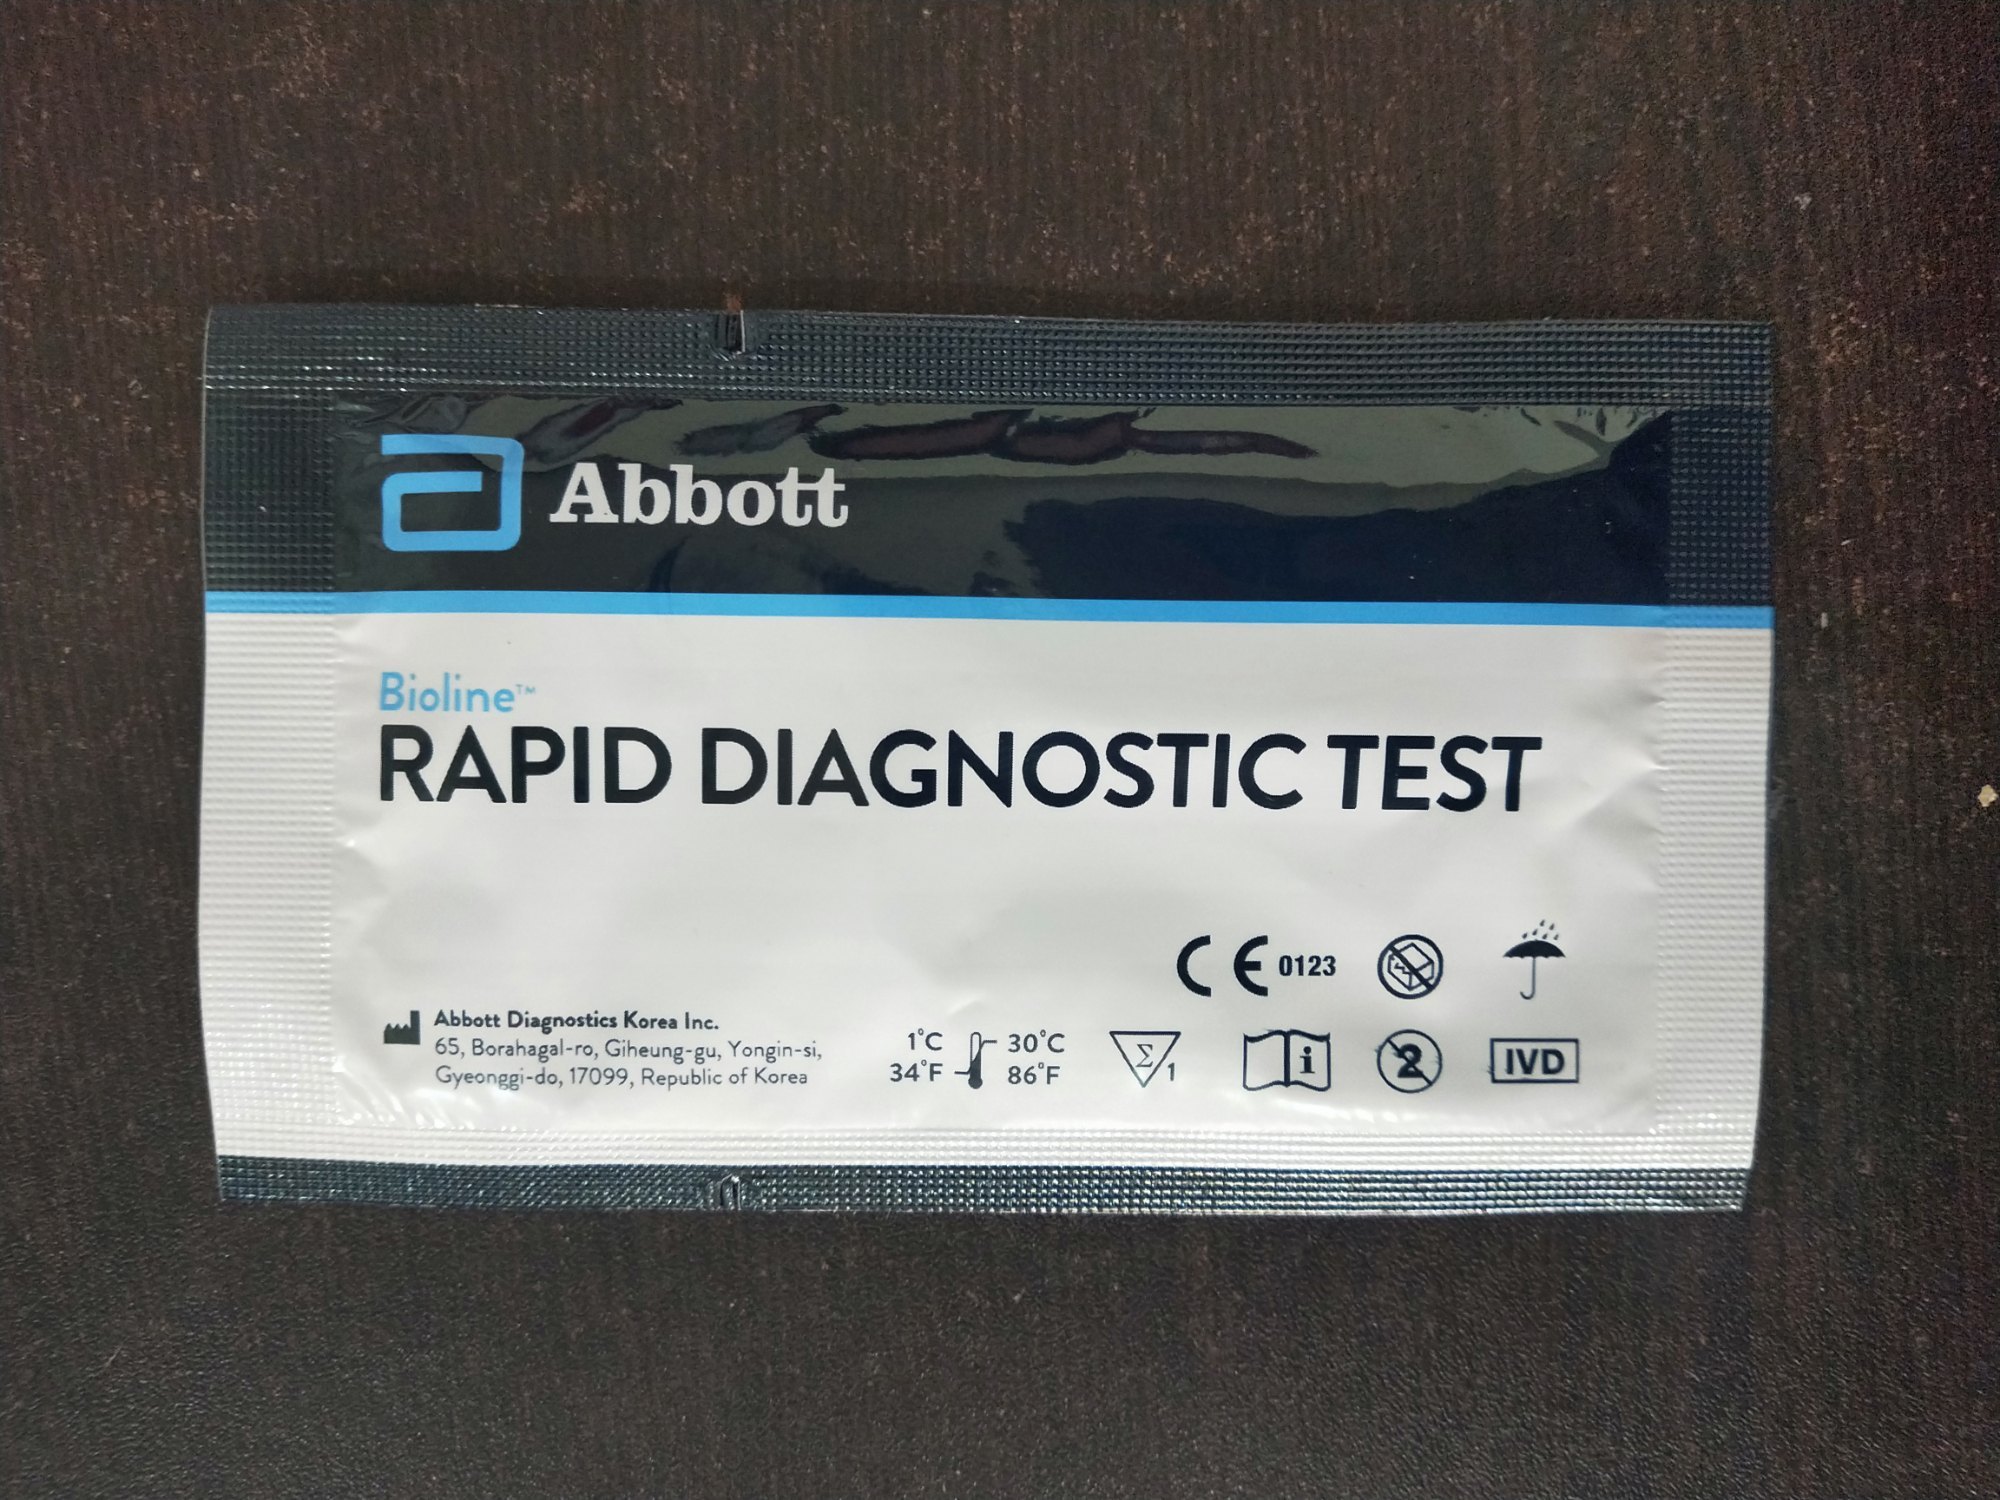 Abbott
Bioline™
RAPID DIAGNOSTIC TEST
CE 0123
Abbott Diagnostics Korea Inc.
65, Borahagal-ro, Giheung-gu, Yongin-si,
Gyeonggi-do, 17099, Republic of Korea
1°C 30°C
34°F 86°F
Σ 1
i
2
IVD